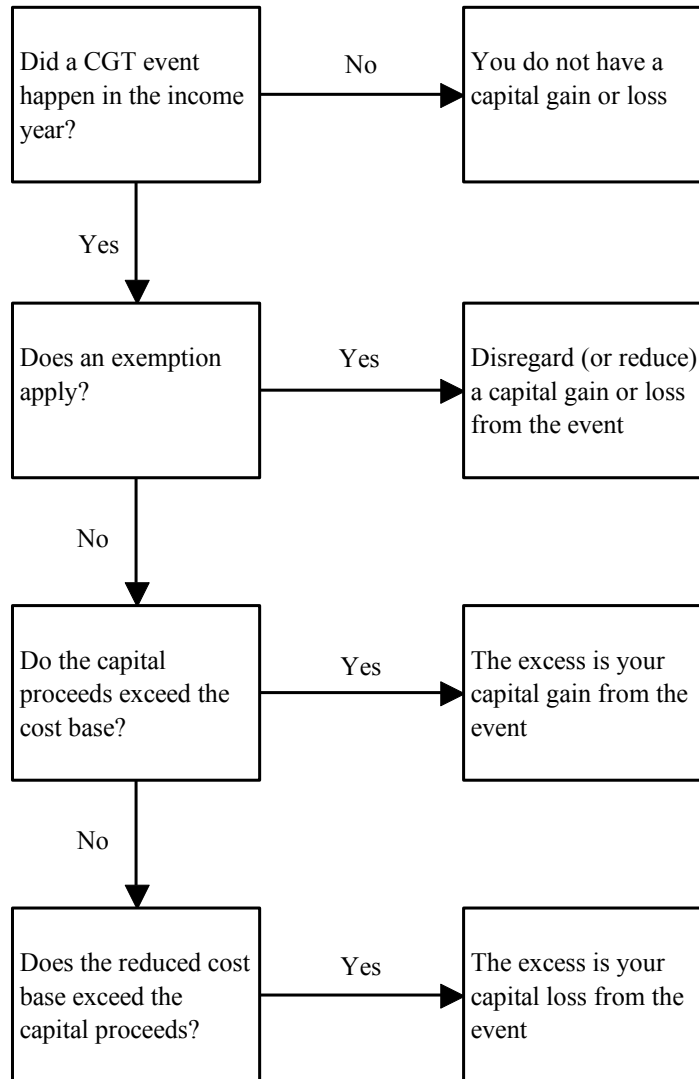 Did a CGT event
happen in the income
year?
No
You do not have a
capital gain or loss
Yes
Does an exemption
apply?
Yes
Disregard (or reduce)
a capital gain or loss
from the event
No
Do the capital
proceeds exceed the
cost base?
Yes
The excess is your
capital gain from the
event
No
Does the reduced cost
base exceed the
capital proceeds?
Yes
The excess is your
capital loss from the
event